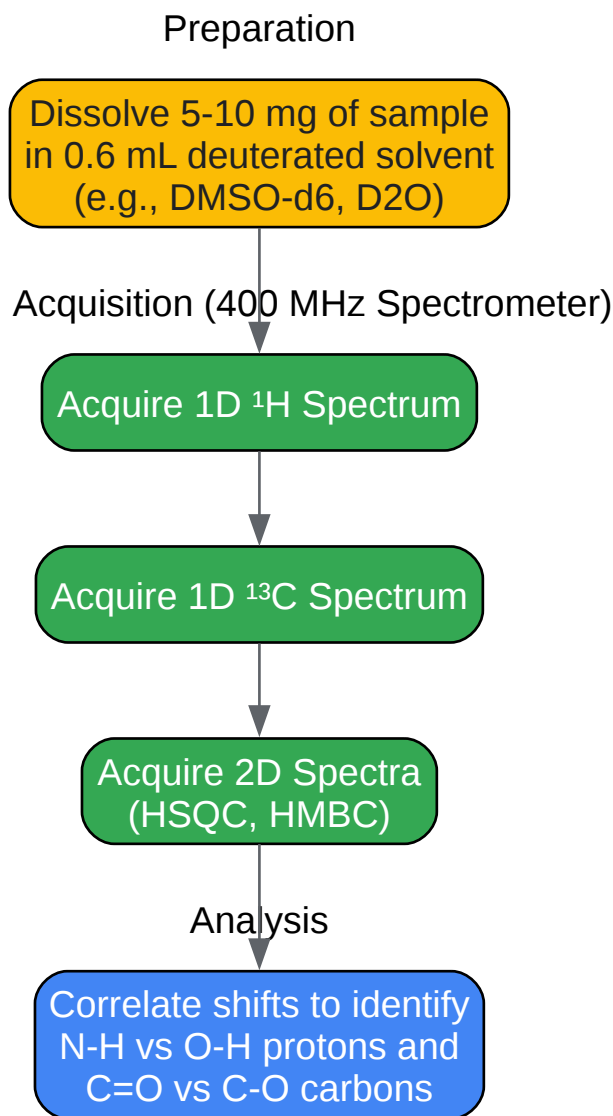 Preparation
Dissolve 5-10 mg of sample
in 0.6 mL deuterated solvent
(e.g., DMSO-d6, D2O)
Acquisition (400 MHz Spectrometer)
Acquire 1D ¹H Spectrum
Acquire 1D ¹³C Spectrum
Acquire 2D Spectra
(HSQC, HMBC)
Analysis
Correlate shifts to identify
N-H vs O-H protons and
C=O vs C-O carbons